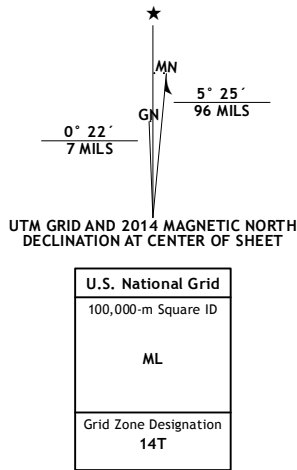 ★
MN
GN
5° 25´
96 MILS
0° 22´
7 MILS
UTM GRID AND 2014 MAGNETIC NORTH
DECLINATION AT CENTER OF SHEET
U.S. National Grid
100,000-m Square ID
ML
Grid Zone Designation
14T